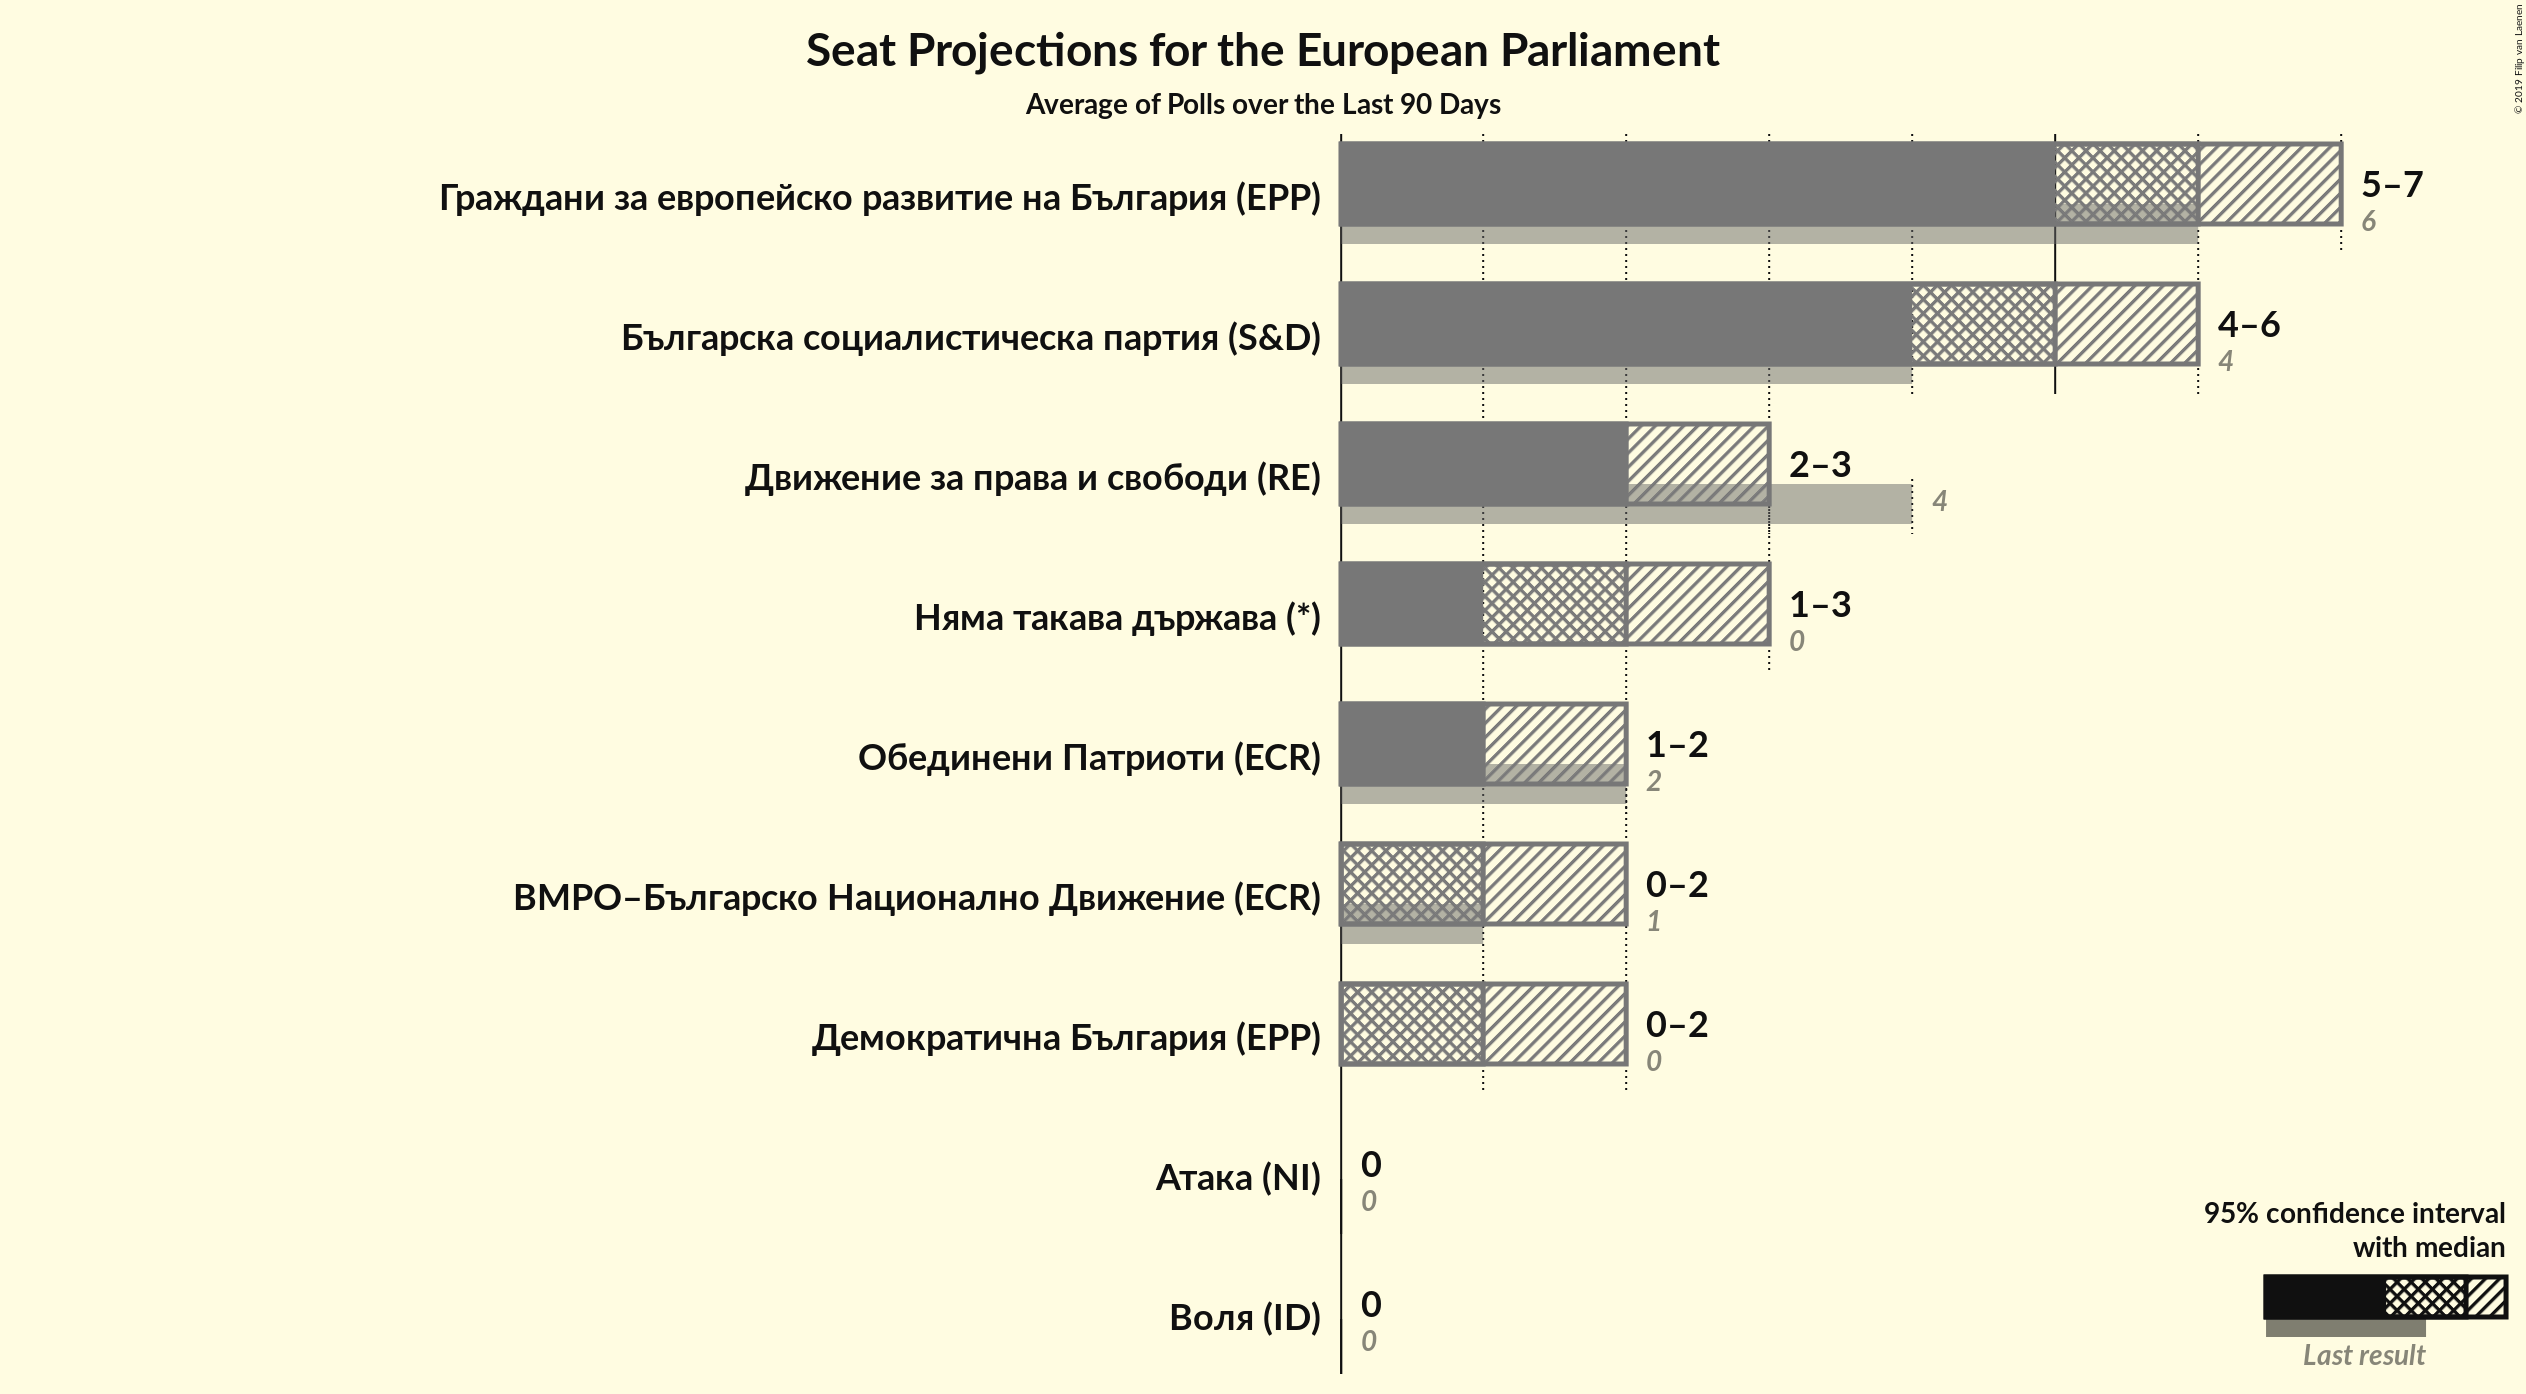 Seat Projections for the European Parliament
Average of Polls over the Last 90 Days
© 2019 Filip van Laenen
Граждани за европейско развитие на България (EPP)
5–7
6
Българска социалистическа партия (S&D)
4–6
4
Движение за права и свободи (RE)
2–3
4
Няма такава държава (*)
1–3
0
Обединени Патриоти (ECR)
1–2
2
ВМРО–Българско Национално Движение (ECR)
0–2
1
Демократична България (EPP)
0–2
0
Атака (NI)
0
0
Воля (ID)
0
0
95% confidence interval
with median
Last result